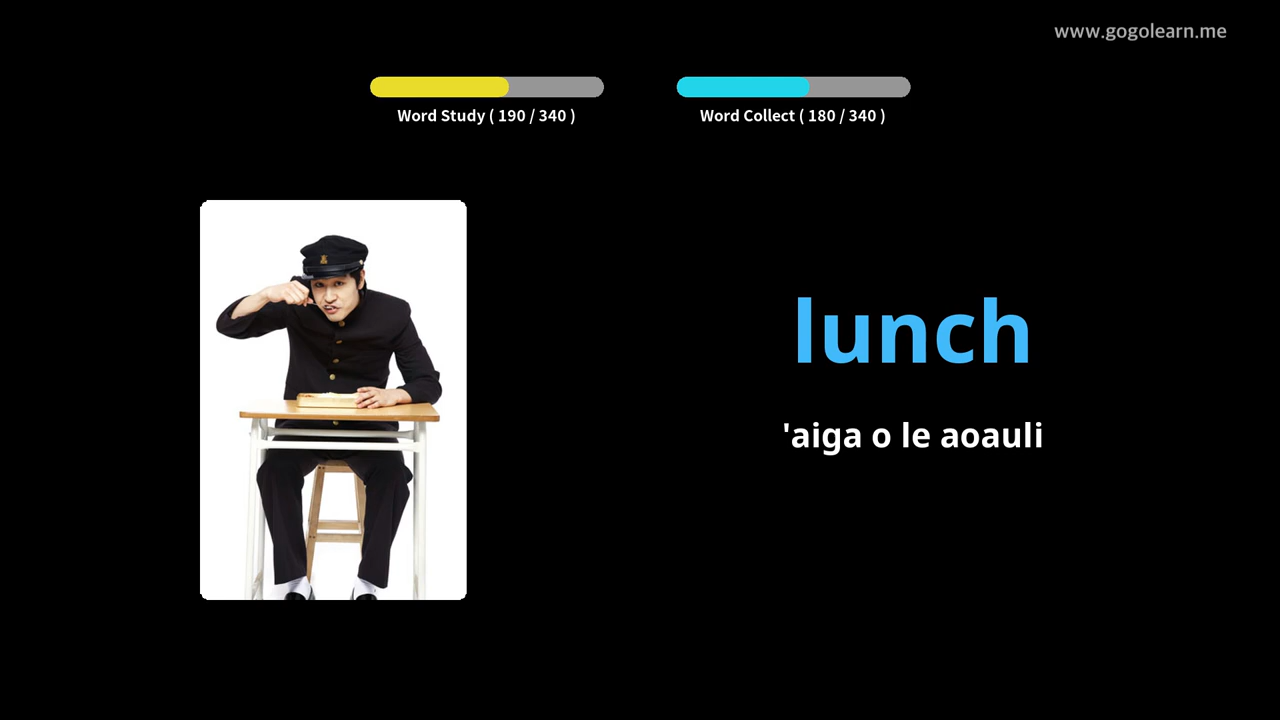 www.gogolearn.me
Word Study ( 190 / 340 )
Word Collect ( 180 / 340 )
lunch
'aiga o le aoauli